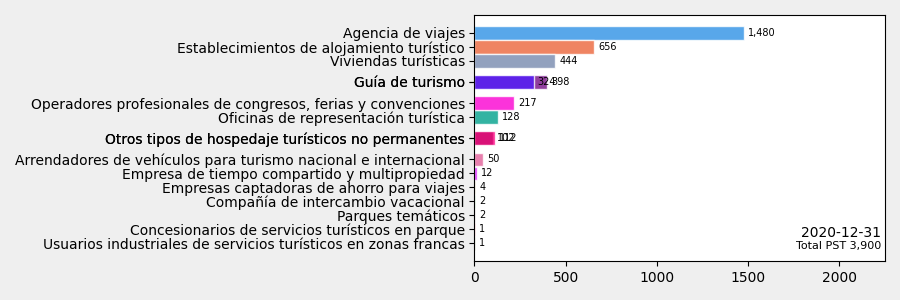 Agencia de viajes 1,480
Establecimientos de alojamiento turístico 656
Viviendas turísticas 444
Guía de turismo 324 398
Operadores profesionales de congresos, ferias y convenciones 217
Oficinas de representación turística 128
Otros tipos de hospedaje turísticos no permanentes 112
Arrendadores de vehículos para turismo nacional e internacional 50
Empresa de tiempo compartido y multipropiedad 12
Empresas captadoras de ahorro para viajes 4
Compañía de intercambio vacacional 2
Parques temáticos 2
Concesionarios de servicios turísticos en parque 1
Usuarios industriales de servicios turísticos en zonas francas 1
2020-12-31
Total PST 3,900
0 500 1000 1500 2000